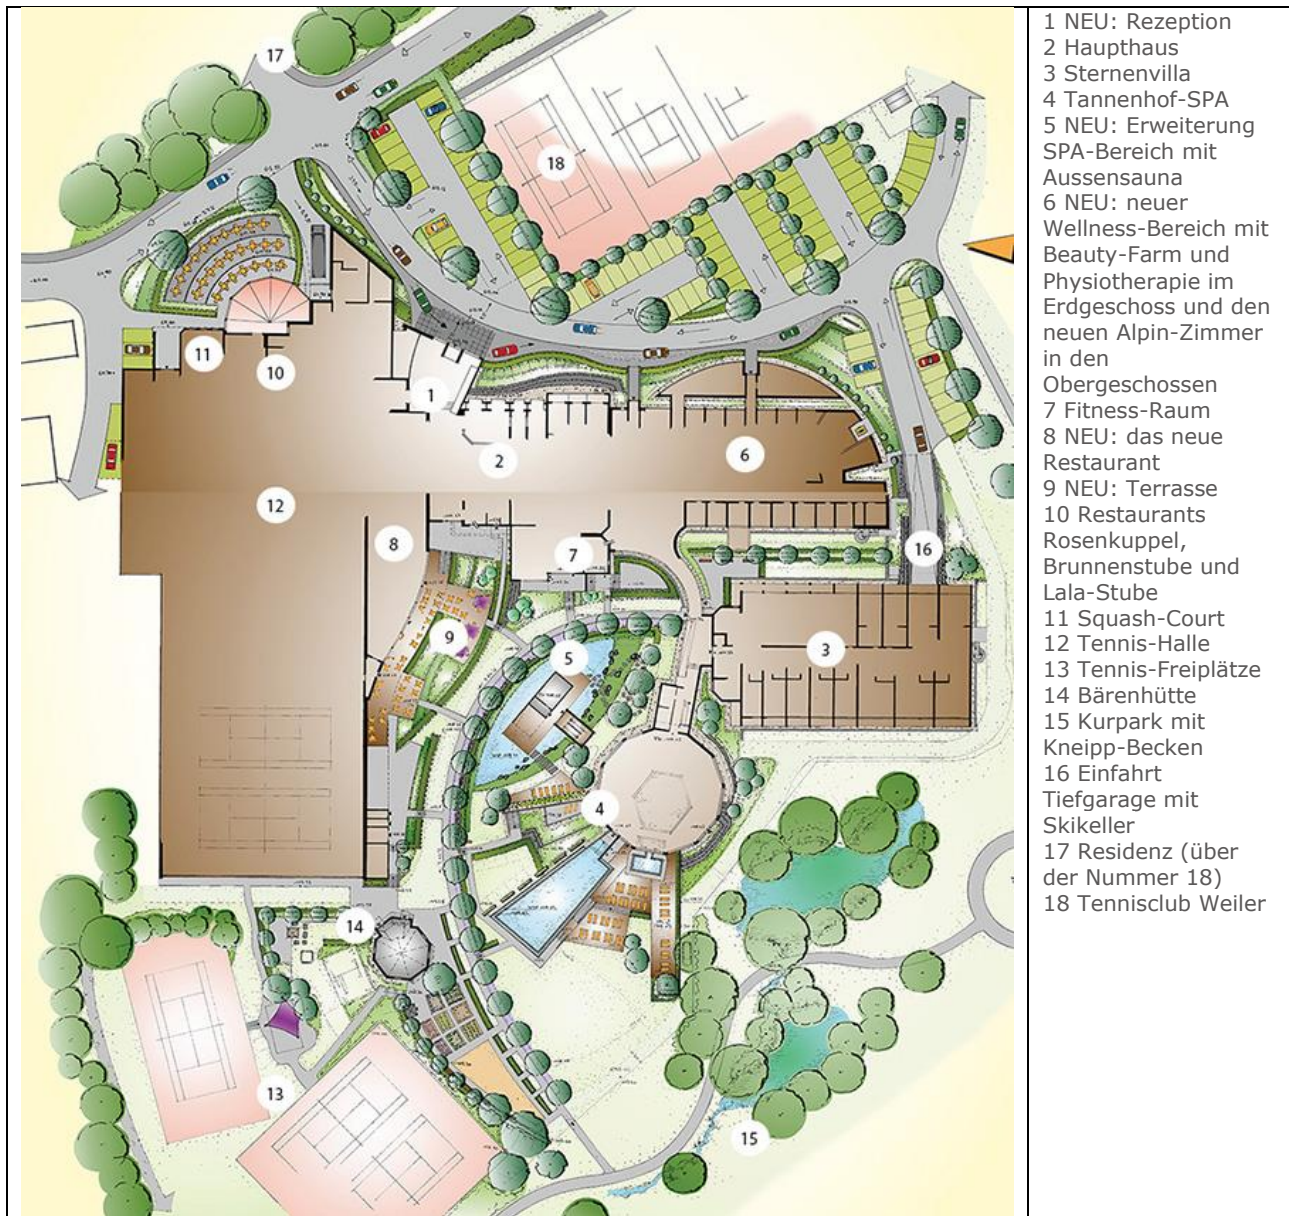 17
18
11
10
1
2
6
12
8
7
16
9
5
3
4
14
13
15
1 NEU: Rezeption
2 Haupthaus
3 Sternenvilla
4 Tannenhof-SPA
5 NEU: Erweiterung
SPA-Bereich mit
Aussensauna
6 NEU: neuer
Wellness-Bereich mit
Beauty-Farm und
Physiotherapie im
Erdgeschoss und den
neuen Alpin-Zimmer
in den
Obergeschossen
7 Fitness-Raum
8 NEU: das neue
Restaurant
9 NEU: Terrasse
10 Restaurants
Rosenkuppel,
Brunnenstube und
Lala-Stube
11 Squash-Court
12 Tennis-Halle
13 Tennis-Freiplätze
14 Bärenhütte
15 Kurpark mit
Kneipp-Becken
16 Einfahrt
Tiefgarage mit
Skikeller
17 Residenz (über
der Nummer 18)
18 Tennisclub Weiler